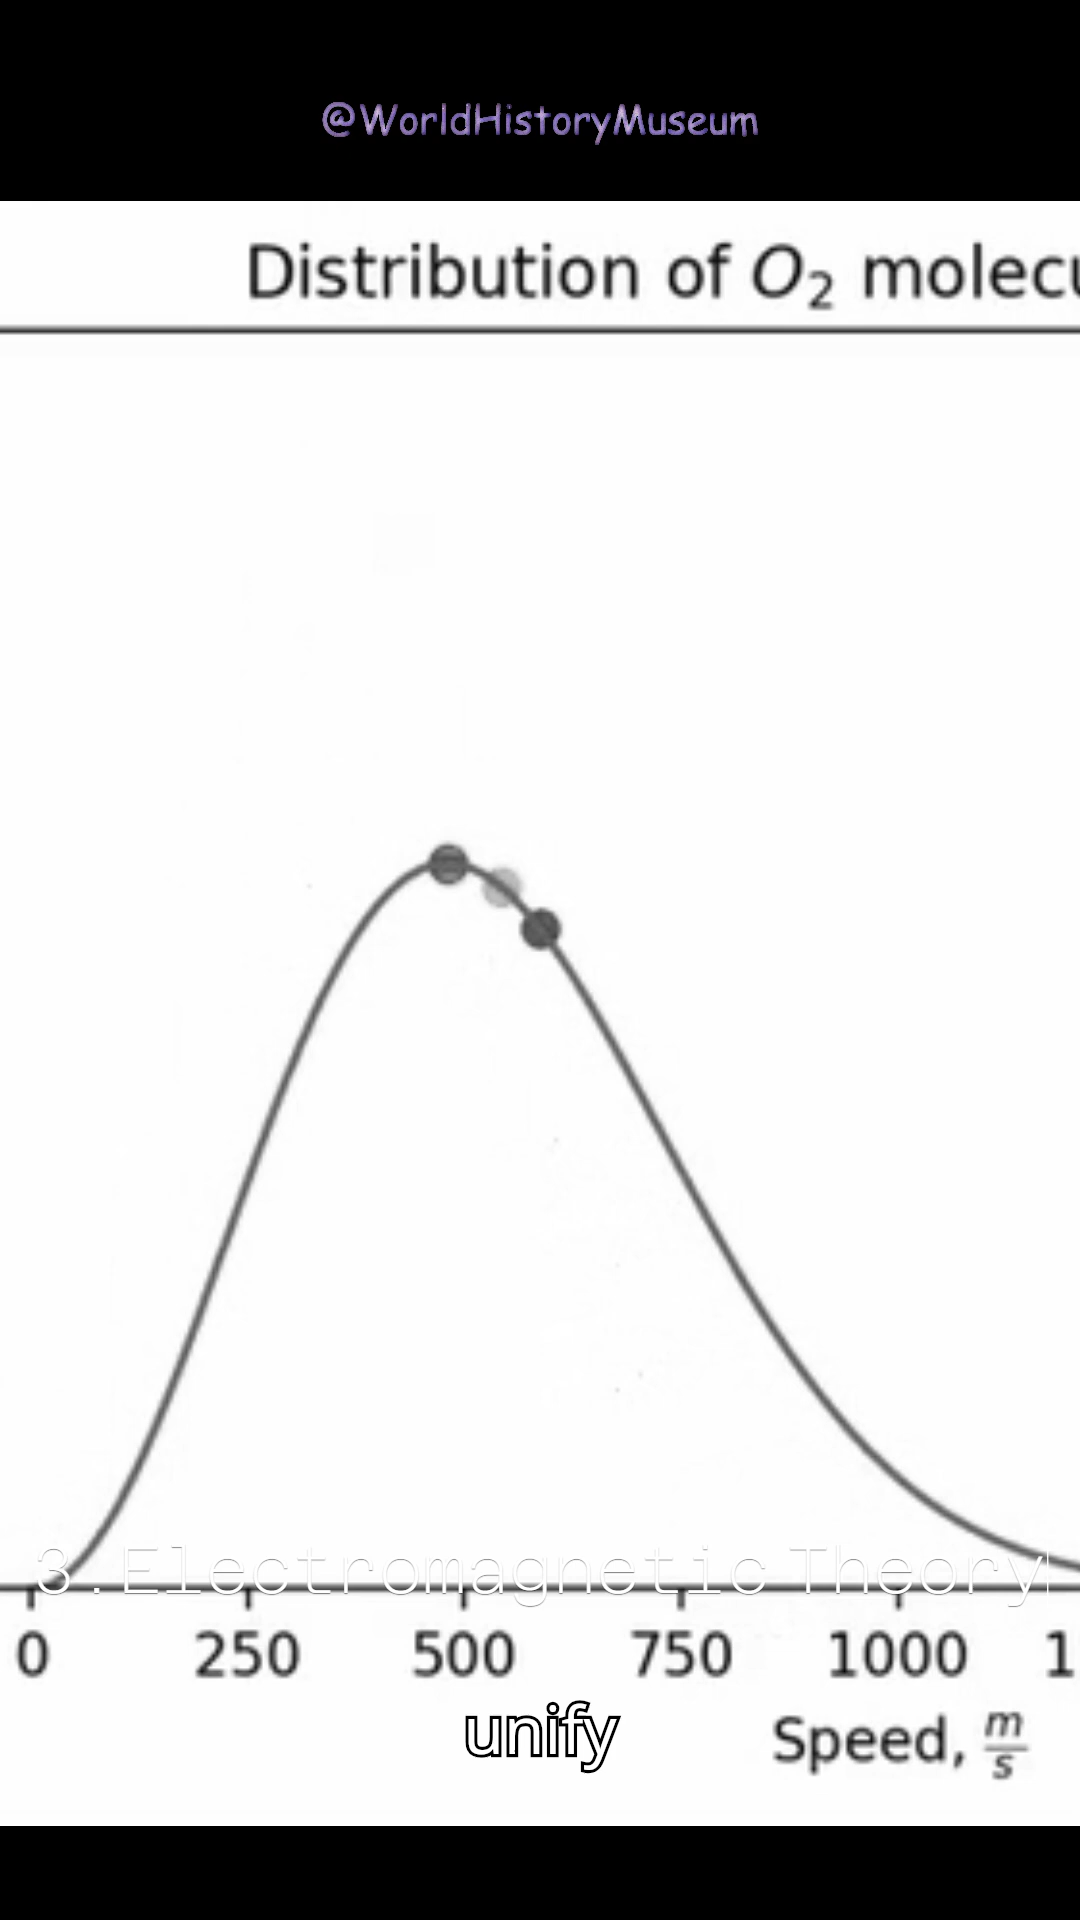 @WorldHistoryMuseum
Distribution of O₂ molecu
3.Electromagnetic Theory
0 250 500 750 1000 1
unify
Speed, m/s